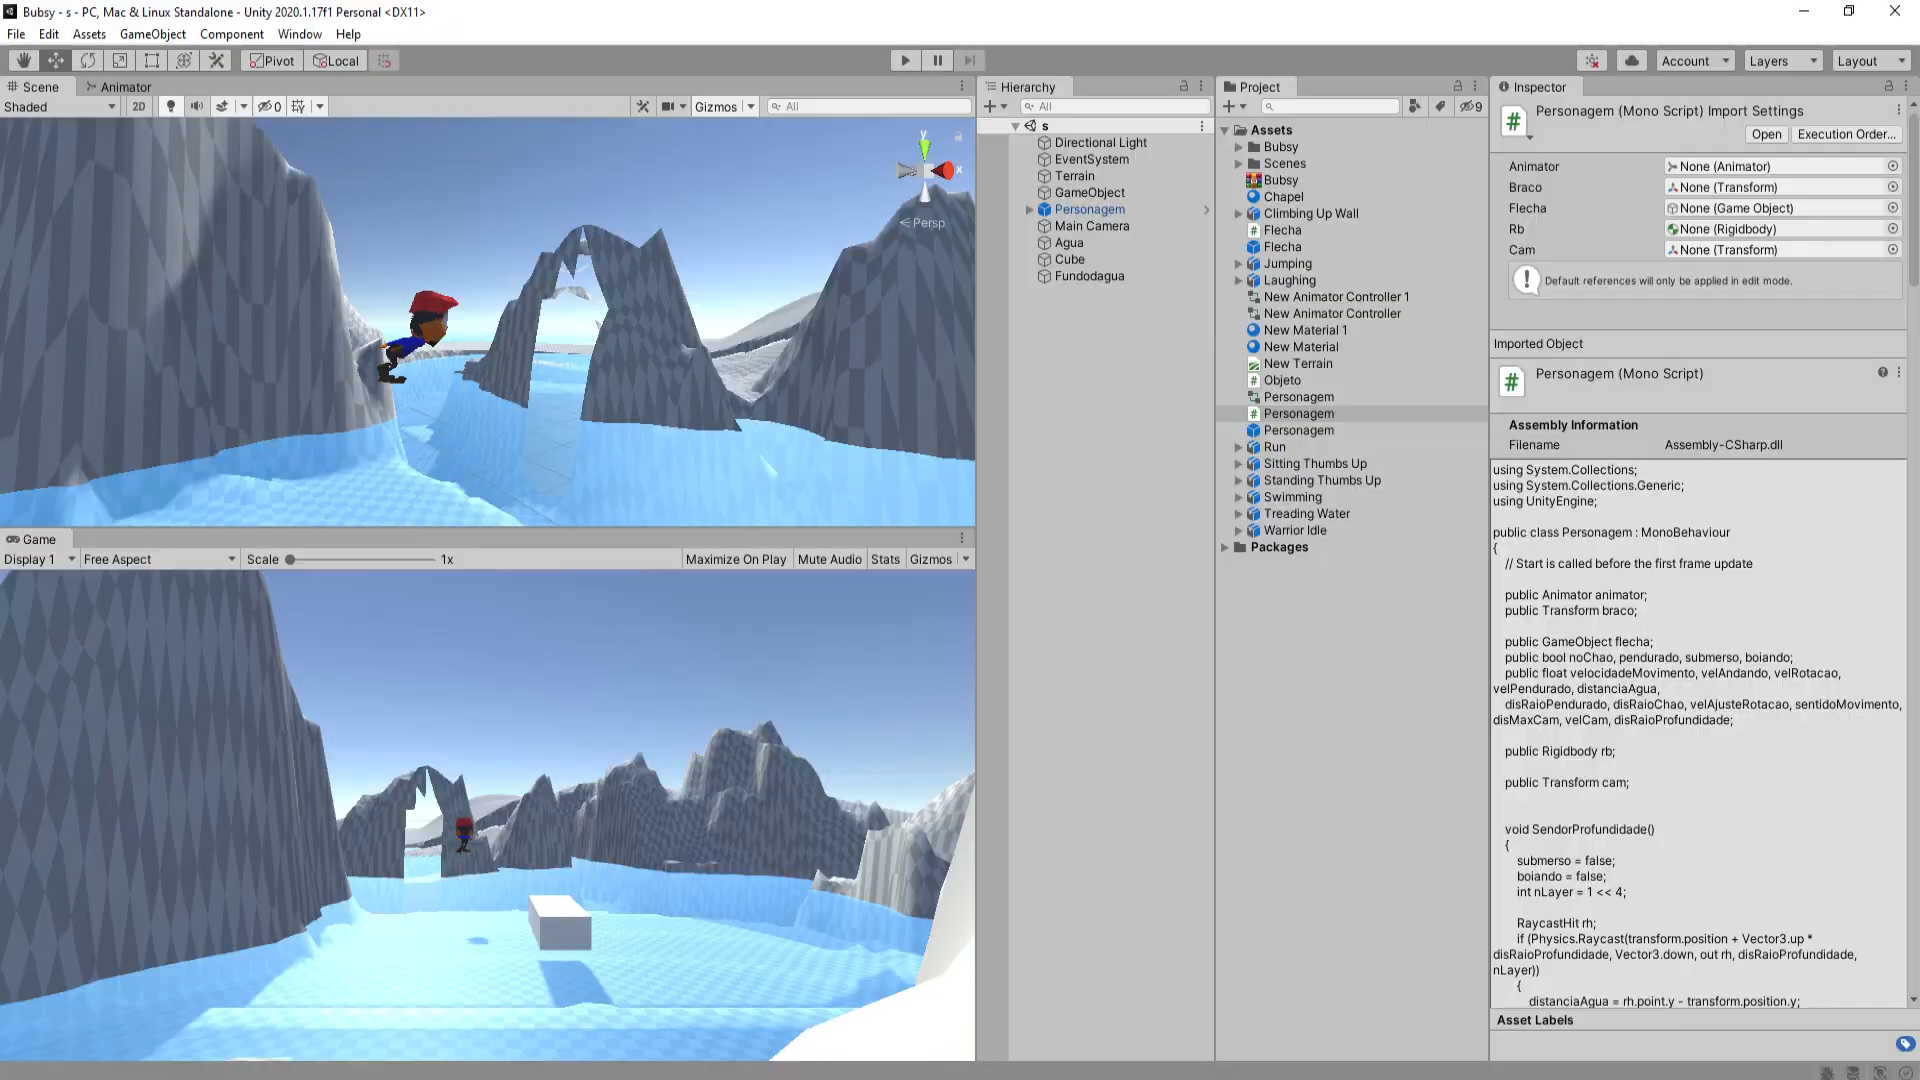 Bubsy - s - PC, Mac & Linux Standalone - Unity 2020.1.17f1 Personal <DX11>
File Edit Assets GameObject Component Window Help
Pivot Local Account Layers Layout
Scene Animator
Shaded 2D 0 Gizmos All
y
x
Persp
Game
Display 1 Free Aspect Scale 1x Maximize On Play Mute Audio Stats Gizmos
Hierarchy
All
s
Directional Light
EventSystem
Terrain
GameObject
Personagem
Main Camera
Agua
Cube
Fundodagua
Project
9
Assets
Bubsy
Scenes
Bubsy
Chapel
Climbing Up Wall
Flecha
Flecha
Jumping
Laughing
New Animator Controller 1
New Animator Controller
New Material 1
New Material
New Terrain
Objeto
Personagem
Personagem
Personagem
Run
Sitting Thumbs Up
Standing Thumbs Up
Swimming
Treading Water
Warrior Idle
Packages
Inspector
Personagem (Mono Script) Import Settings
Open Execution Order...
Animator None (Animator)
Braco None (Transform)
Flecha None (Game Object)
Rb None (Rigidbody)
Cam None (Transform)
Default references will only be applied in edit mode.
Imported Object
Personagem (Mono Script)
Assembly Information
Filename Assembly-CSharp.dll
using System.Collections;
using System.Collections.Generic;
using UnityEngine;
public class Personagem : MonoBehaviour
{
// Start is called before the first frame update
public Animator animator;
public Transform braco;
public GameObject flecha;
public bool noChao, pendurado, submerso, boiando;
public float velocidadeMovimento, velAndando, velRotacao,
velPendurado, distanciaAgua,
disRaioPendurado, disRaioChao, velAjusteRotacao, sentidoMovimento,
disMaxCam, velCam, disRaioProfundidade;
public Rigidbody rb;
public Transform cam;
void SendorProfundidade()
{
submerso = false;
boiando = false;
int nLayer = 1 << 4;
RaycastHit rh;
if (Physics.Raycast(transform.position + Vector3.up *
disRaioProfundidade, Vector3.down, out rh, disRaioProfundidade,
nLayer))
{
distanciaAgua = rh.point.y - transform.position.y;
Asset Labels